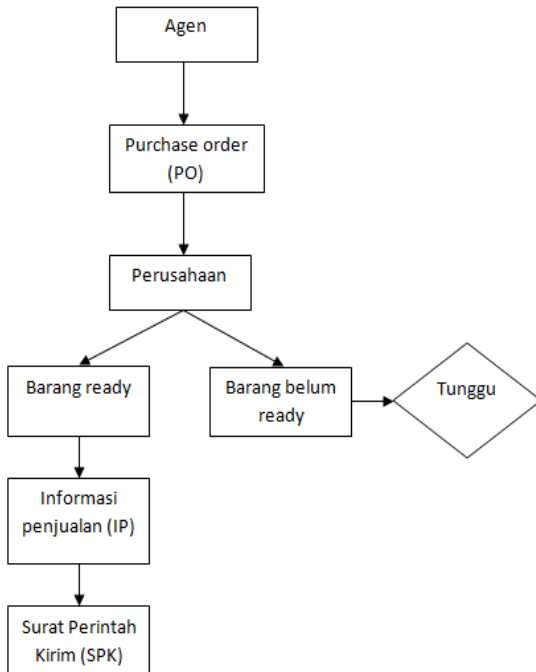 Agen
Purchase order
(PO)
Perusahaan
Barang ready
Barang belum
ready
Tunggu
Informasi
penjualan (IP)
Surat Perintah
Kirim (SPK)